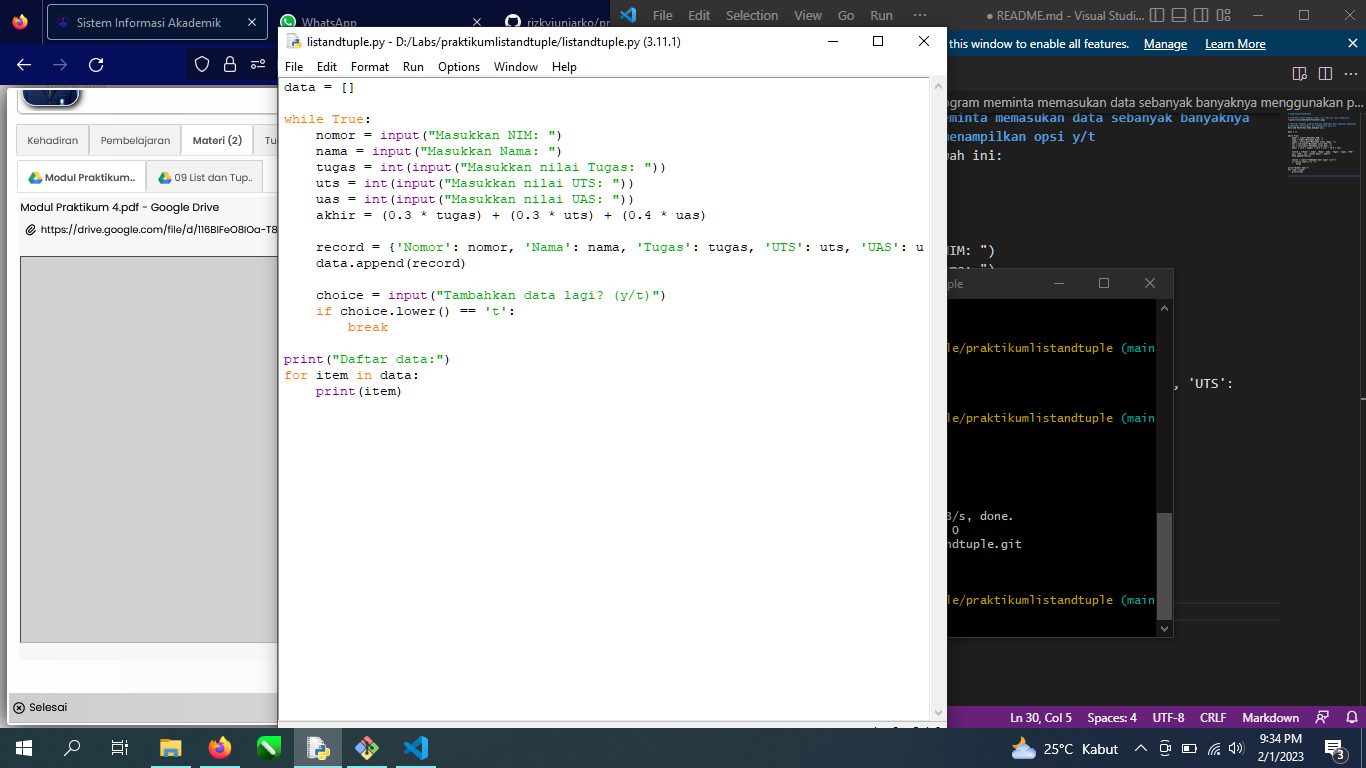 Sistem Informasi Akademik
WhatsApp
rizkyjuniarko/pr
File Edit Selection View Go Run ···
● README.md - Visual Studi...
this window to enable all features. Manage Learn More
listandtuple.py - D:/Labs/praktikumlistandtuple/listandtuple.py (3.11.1)
File Edit Format Run Options Window Help
data = []
while True:
nomor = input("Masukkan NIM: ")
nama = input("Masukkan Nama: ")
tugas = int(input("Masukkan nilai Tugas: "))
uts = int(input("Masukkan nilai UTS: "))
uas = int(input("Masukkan nilai UAS: "))
akhir = (0.3 * tugas) + (0.3 * uts) + (0.4 * uas)
record = {'Nomor': nomor, 'Nama': nama, 'Tugas': tugas, 'UTS': uts, 'UAS': u
data.append(record)
choice = input("Tambahkan data lagi? (y/t)")
if choice.lower() == 't':
break
print("Daftar data:")
for item in data:
print(item)
Kehadiran Pembelajaran Materi (2) Tu
Modul Praktikum.. 09 List dan Tup..
Modul Praktikum 4.pdf - Google Drive
https://drive.google.com/file/d/116BIFeO8IOa-T8
Selesai
ogram meminta memasukan data sebanyak banyaknya menggunakan p...
eminta memasukan data sebanyak banyaknya
menampilkan opsi y/t
wah ini:
NIM: ")
, 'UTS':
ple
le/praktikumlistandtuple (main
le/praktikumlistandtuple (main
B/s, done.
0
ndtuple.git
le/praktikumlistandtuple (main
Ln 30, Col 5 Spaces: 4 UTF-8 CRLF Markdown
25°C Kabut
9:34 PM
2/1/2023
3